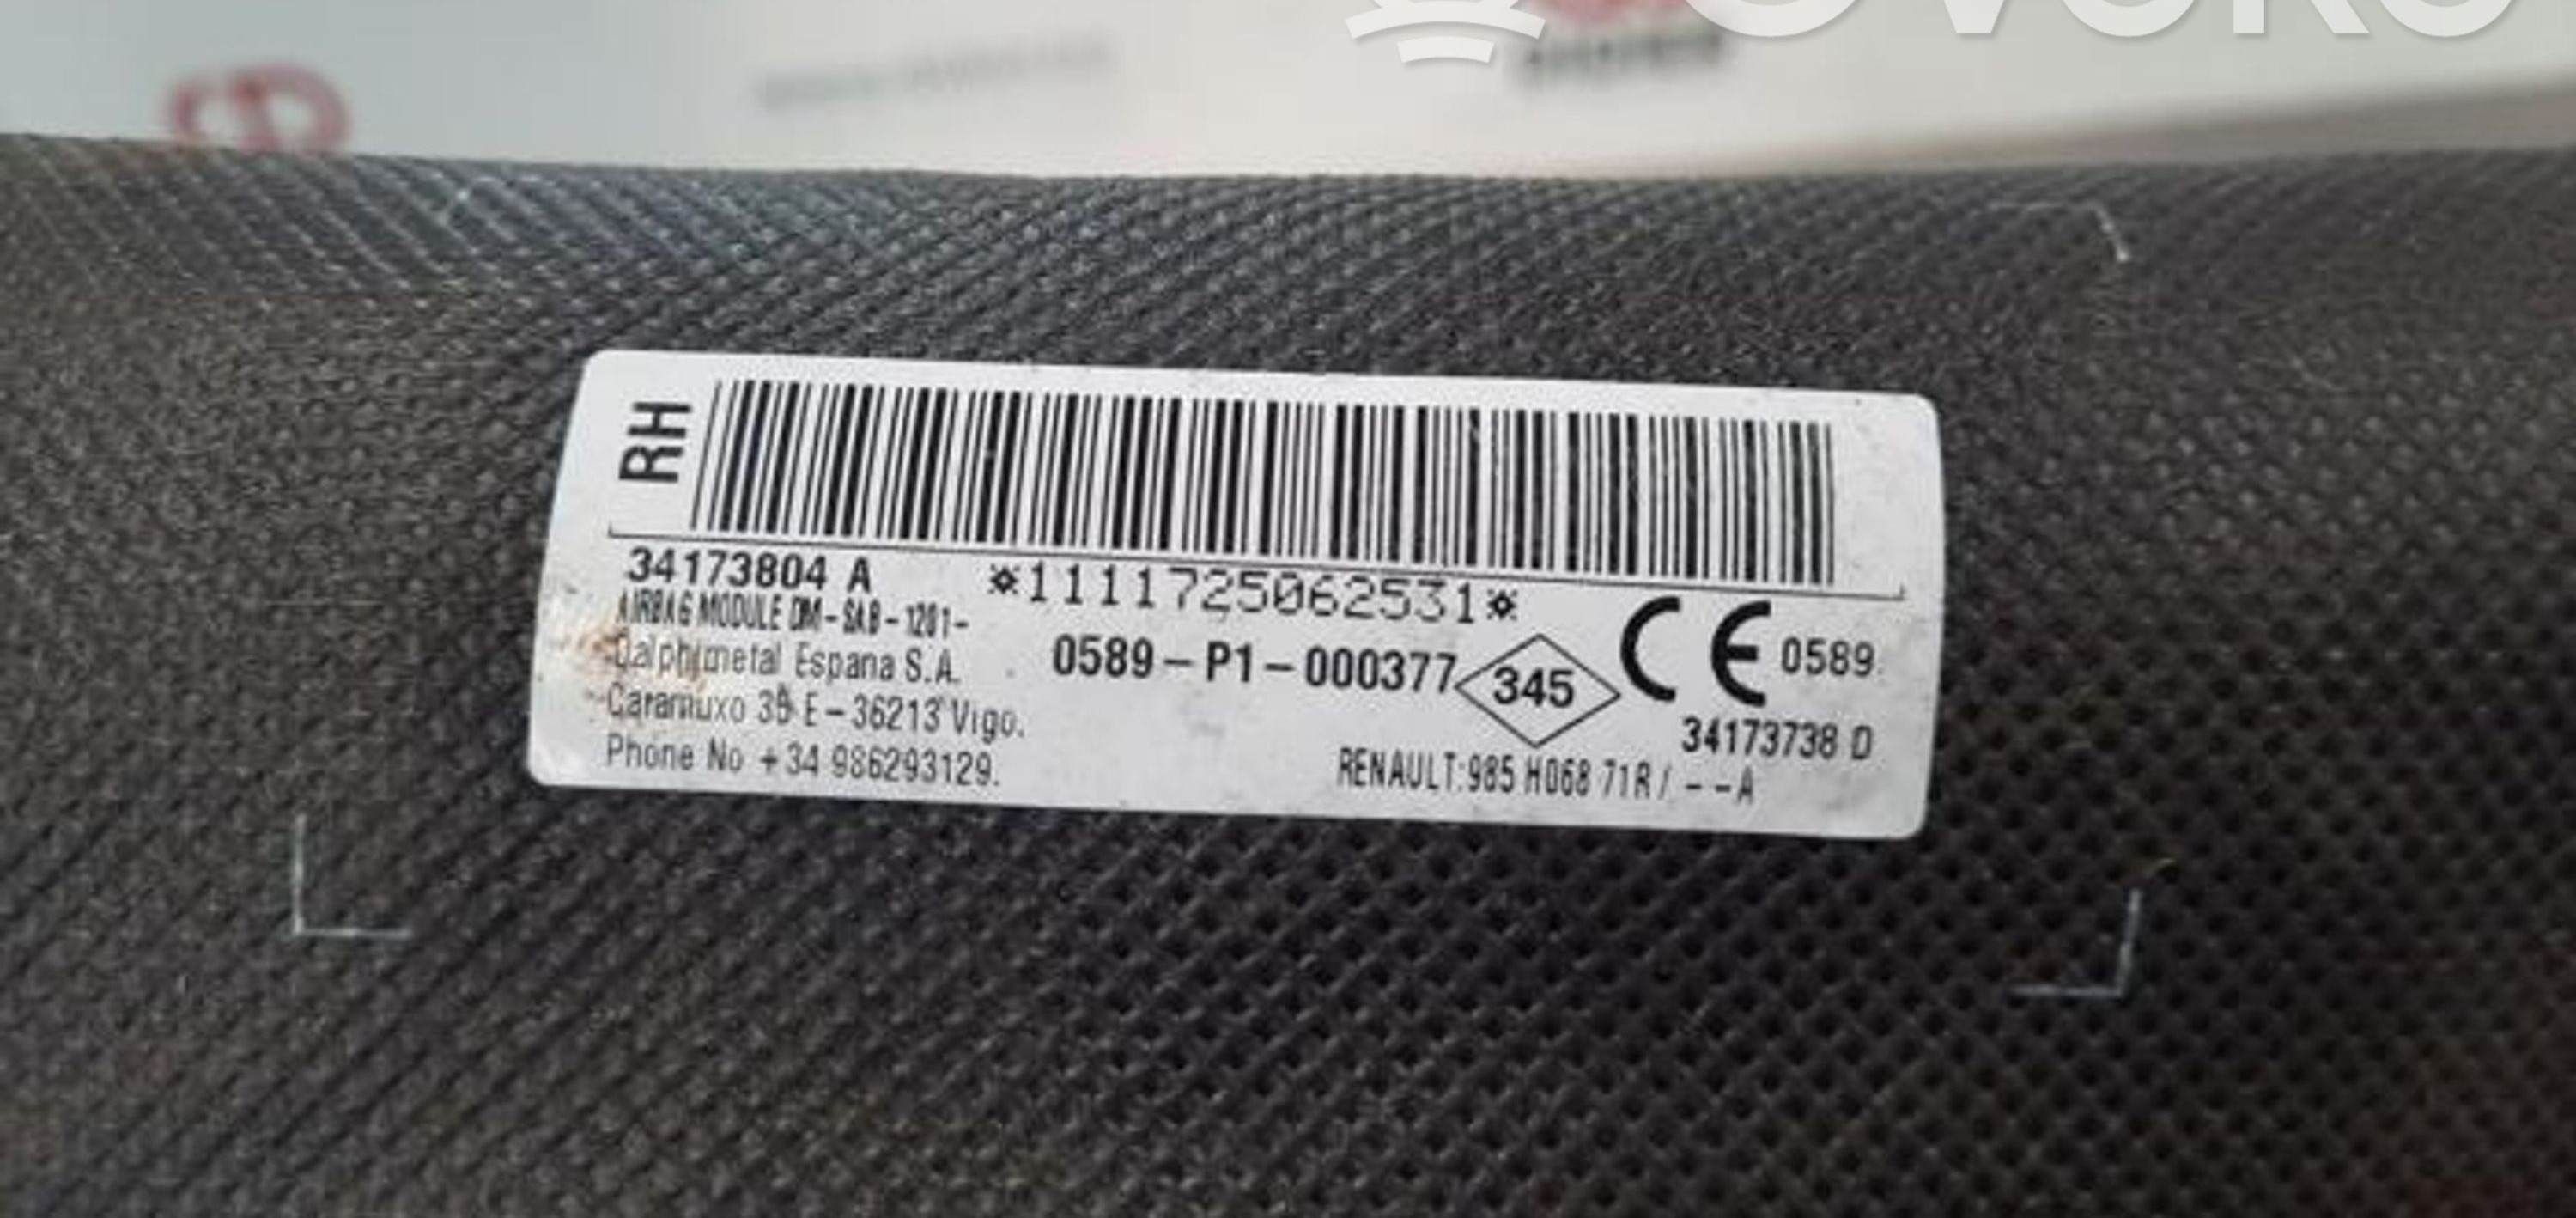 OVOKO
RH
34173804 A
*1111725062531*
AIRBAG MODULE DM-SAB-1201-
Dalphimetal Espana S.A.
0589-P1-000377
345
CE 0589
Caramuxo E-36213 Vigo.
34173738 D
Phone No +34 986293129.
RENAULT:985 H068 71R/ --A